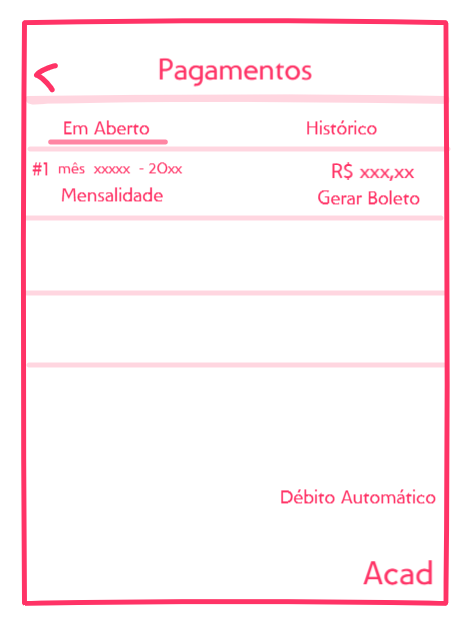 Pagamentos
Em Aberto
Histórico
#1 mês xxxxx - 20xx
R$ xxx,xx
Mensalidade
Gerar Boleto
Débito Automático
Acad